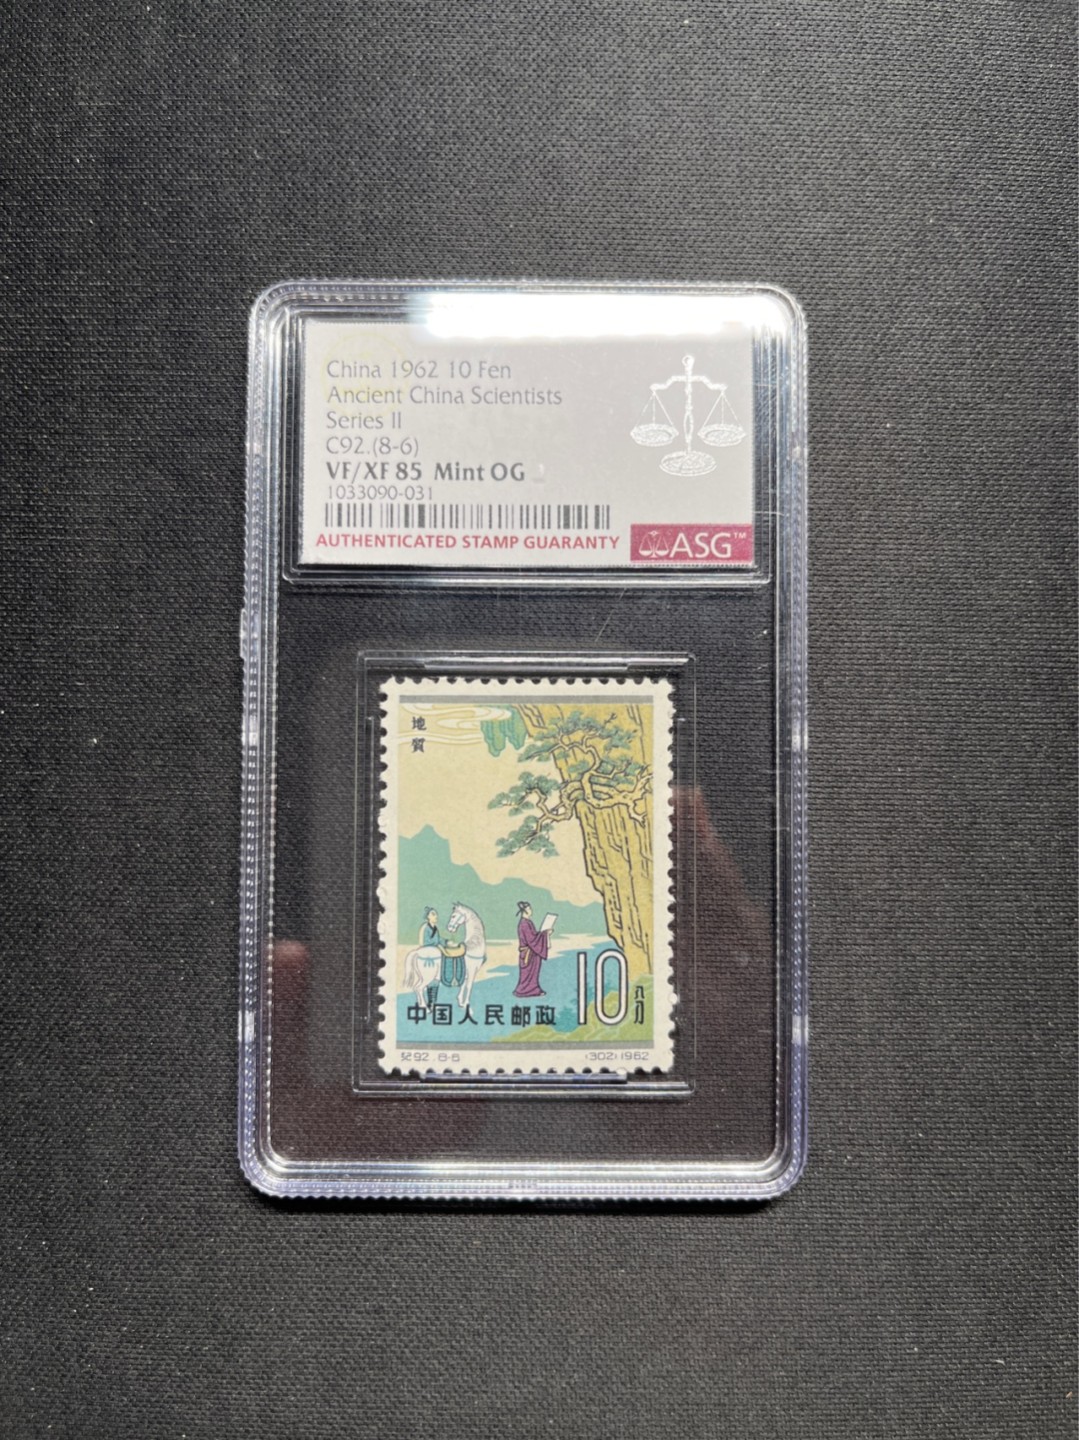 China 1962 10 Fen
Ancient China Scientists
Series II
C92.(8-6)
VF/XF 85 Mint OG
1033090-031
AUTHENTICATED STAMP GUARANTY
ASG™
地質
10分
中国人民邮政
纪92.8-6
(302)1962